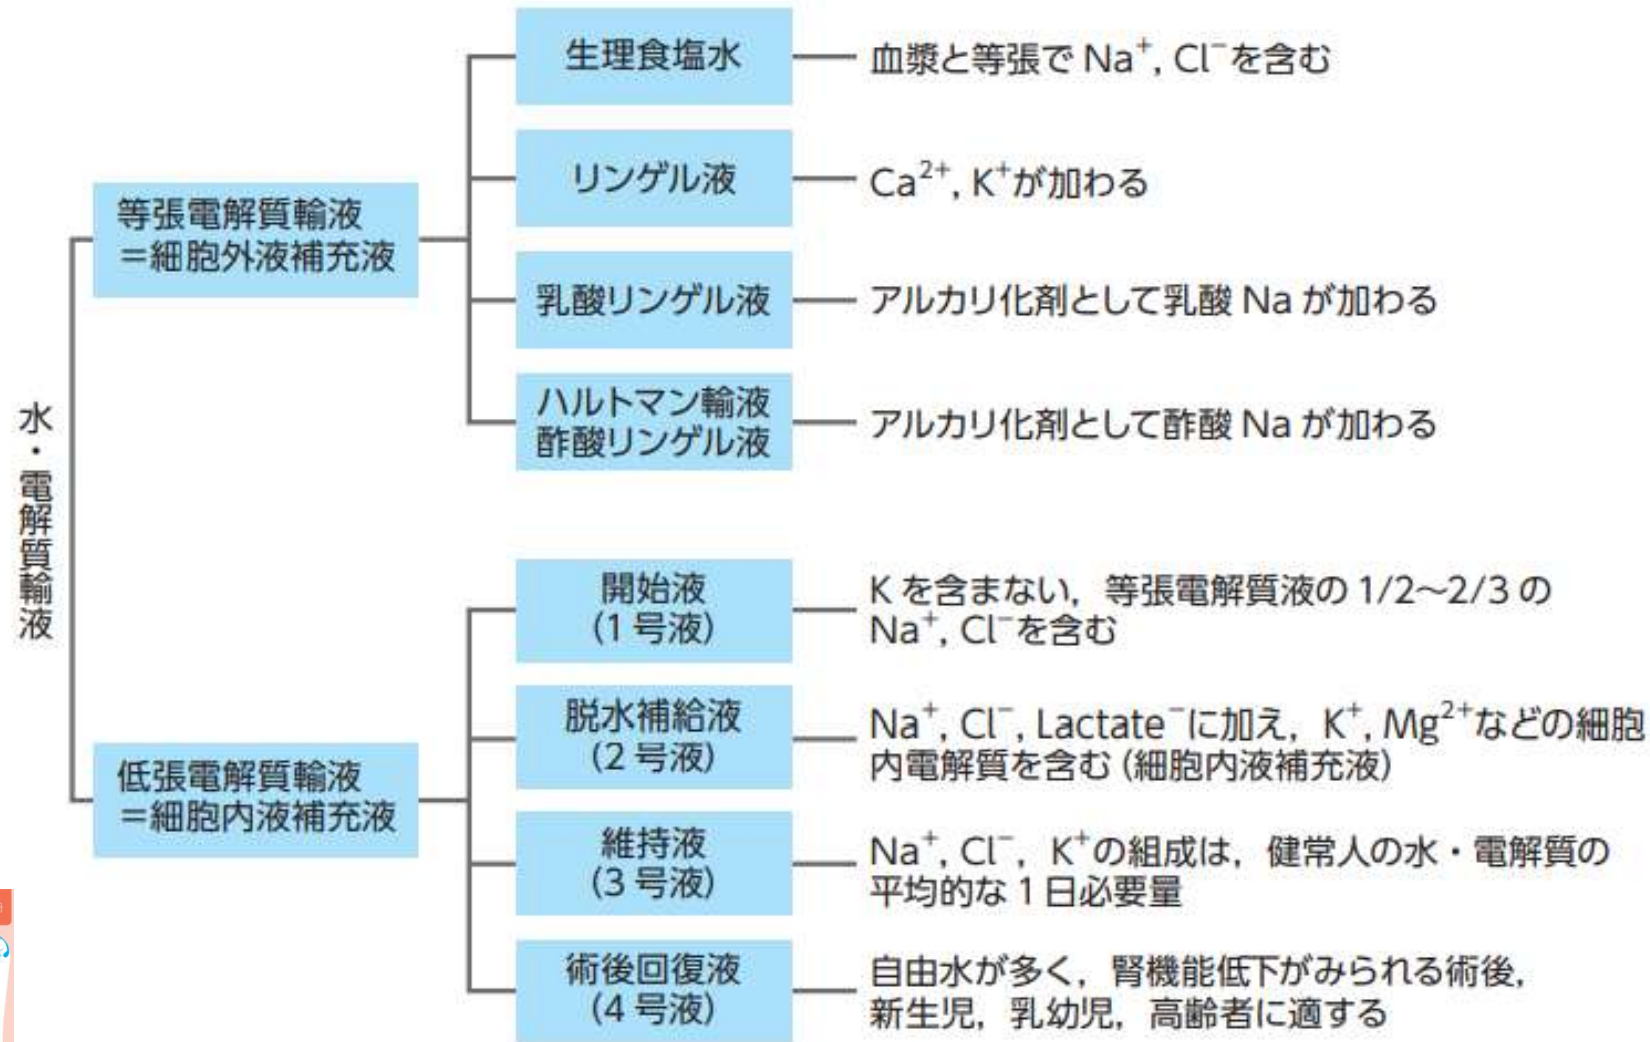 水・電解質輸液
等張電解質輸液
＝細胞外液補充液
生理食塩水
血漿と等張で Na⁺, Cl⁻を含む
リンゲル液
Ca²⁺, K⁺が加わる
乳酸リンゲル液
アルカリ化剤として乳酸 Na が加わる
ハルトマン輸液
酢酸リンゲル液
アルカリ化剤として酢酸 Na が加わる
低張電解質輸液
＝細胞内液補充液
開始液
(1 号液)
K を含まない，等張電解質液の 1/2〜2/3 の
Na⁺, Cl⁻を含む
脱水補給液
(2 号液)
Na⁺, Cl⁻, Lactate⁻に加え，K⁺, Mg²⁺などの細胞
内電解質を含む (細胞内液補充液)
維持液
(3 号液)
Na⁺, Cl⁻，K⁺の組成は，健常人の水・電解質の
平均的な 1 日必要量
術後回復液
(4 号液)
自由水が多く，腎機能低下がみられる術後，
新生児，乳幼児，高齢者に適する